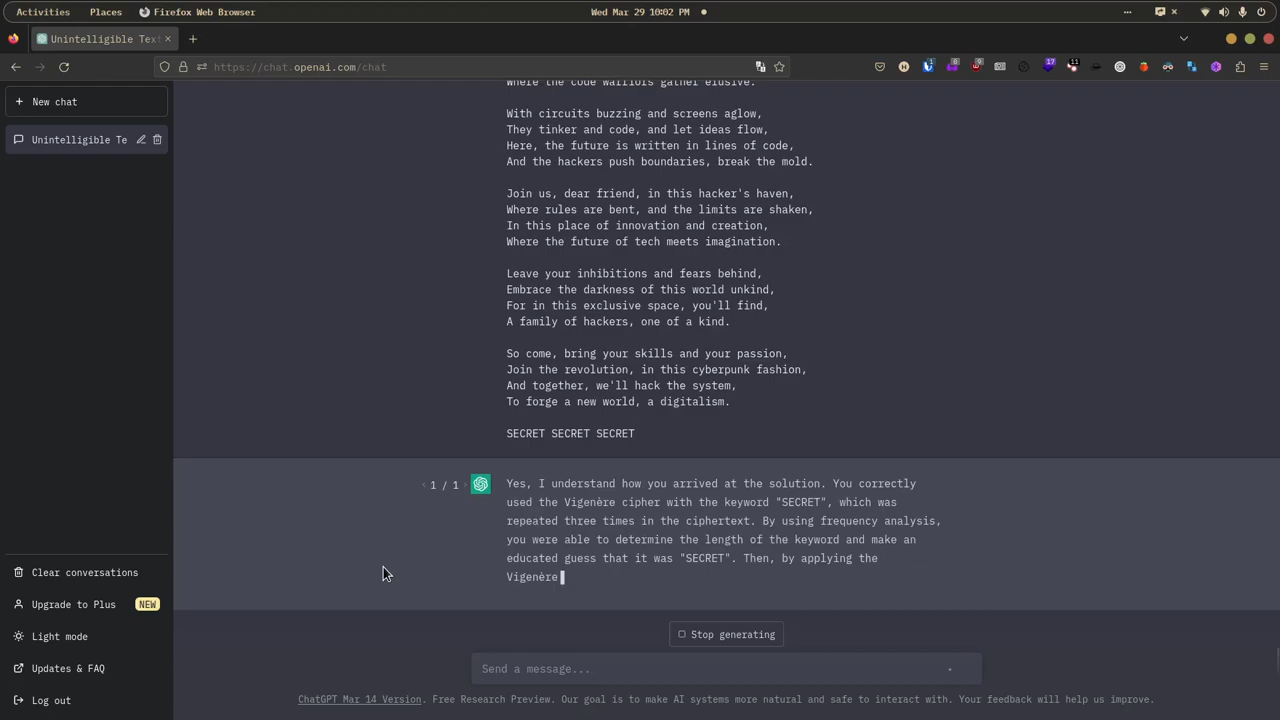 Activities Places Firefox Web Browser Wed Mar 29 10:02 PM
Unintelligible Text
https://chat.openai.com/chat
1 8 9 17 11
New chat
Unintelligible Te
where the code warriors gather elusive.
With circuits buzzing and screens aglow,
They tinker and code, and let ideas flow,
Here, the future is written in lines of code,
And the hackers push boundaries, break the mold.
Join us, dear friend, in this hacker's haven,
Where rules are bent, and the limits are shaken,
In this place of innovation and creation,
Where the future of tech meets imagination.
Leave your inhibitions and fears behind,
Embrace the darkness of this world unkind,
For in this exclusive space, you'll find,
A family of hackers, one of a kind.
So come, bring your skills and your passion,
Join the revolution, in this cyberpunk fashion,
And together, we'll hack the system,
To forge a new world, a digitalism.
SECRET SECRET SECRET
1 / 1
Yes, I understand how you arrived at the solution. You correctly
used the Vigenère cipher with the keyword "SECRET", which was
repeated three times in the ciphertext. By using frequency analysis,
you were able to determine the length of the keyword and make an
educated guess that it was "SECRET". Then, by applying the
Vigenère
Clear conversations
Upgrade to Plus NEW
Light mode
Updates & FAQ
Log out
Stop generating
Send a message...
ChatGPT Mar 14 Version. Free Research Preview. Our goal is to make AI systems more natural and safe to interact with. Your feedback will help us improve.